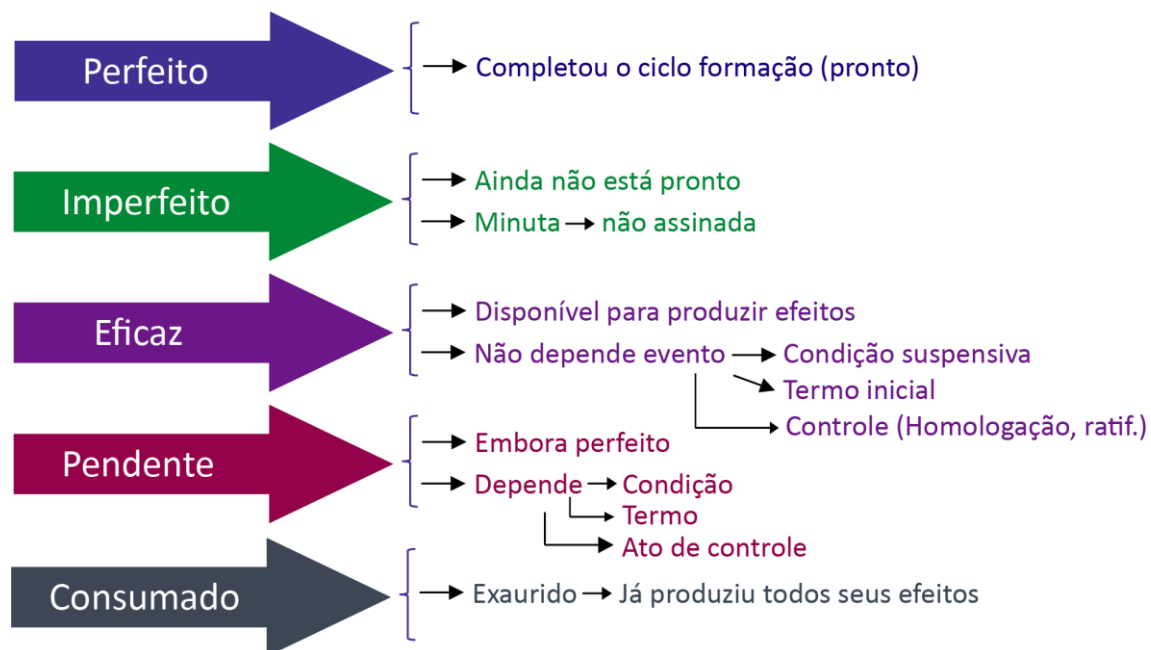 Perfeito
Completou o ciclo formação (pronto)
Imperfeito
Ainda não está pronto
Minuta não assinada
Eficaz
Disponível para produzir efeitos
Não depende evento Condição suspensiva
Termo inicial
Controle (Homologação, ratif.)
Pendente
Embora perfeito
Depende Condição
Termo
Ato de controle
Consumado
Exaurido Já produziu todos seus efeitos